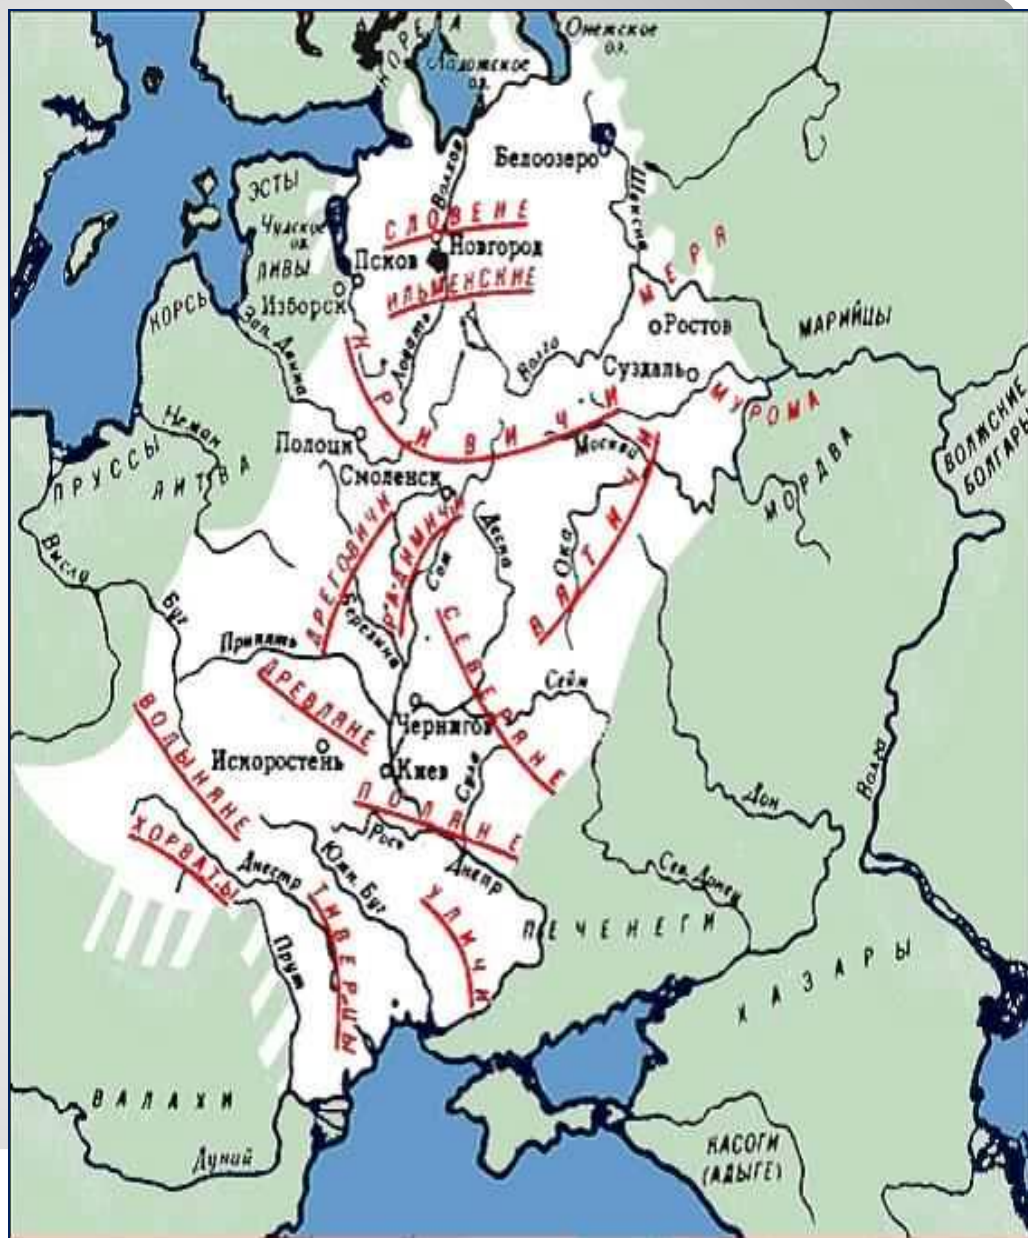 КОРЕЛА
Онежское
оз.
Ладожское
оз.
Белоозеро
Волхов
Шексна
ЭСТЫ
Чудское
оз.
СЛОВЕНЕ
Новгород
Псков
ЛИВЫ
Изборск
ИЛЬМЕНСКИЕ
МЕРЯ
КОРСЬ
Зап. Двина
Ловать
Ростов
МАРИЙЦЫ
Волга
Суздаль
КРИВИЧИ
МУРОМА
Неман
Полоцк
Москва
ВОЛЖСКИЕ
БОЛГАРЫ
ПРУССЫ
ЛИТВА
Смоленск
МОРДВА
ДРЕГОВИЧИ
РАДИМИЧИ
Сож
Десна
Ока
ВЯТИЧИ
Висла
Буг
Березина
Припять
СЕВЕРЯНЕ
Сейм
ДРЕВЛЯНЕ
Чернигов
ВОЛЫНЯНЕ
Искоростень
Киев
Сула
Волга
Дон
ПОЛЯНЕ
ХОРВАТЫ
Рось
Днепр
Днестр
Южн. Буг
Сев. Донец
ТИВЕРЦЫ
УЛИЧИ
ПЕЧЕНЕГИ
Прут
ХАЗАРЫ
ВАЛАХИ
Дунай
КАСОГИ
(АДЫГЕ)